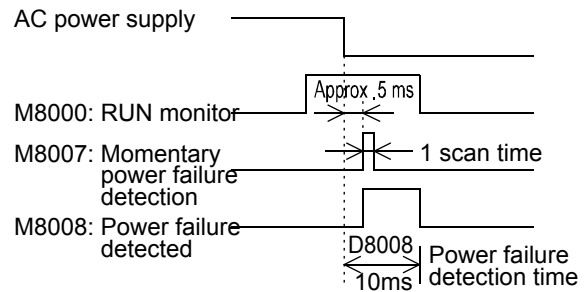 AC power supply
Approx .5 ms
M8000: RUN monitor
M8007: Momentary
power failure
detection
1 scan time
M8008: Power failure
detected
D8008
10ms
Power failure
detection time